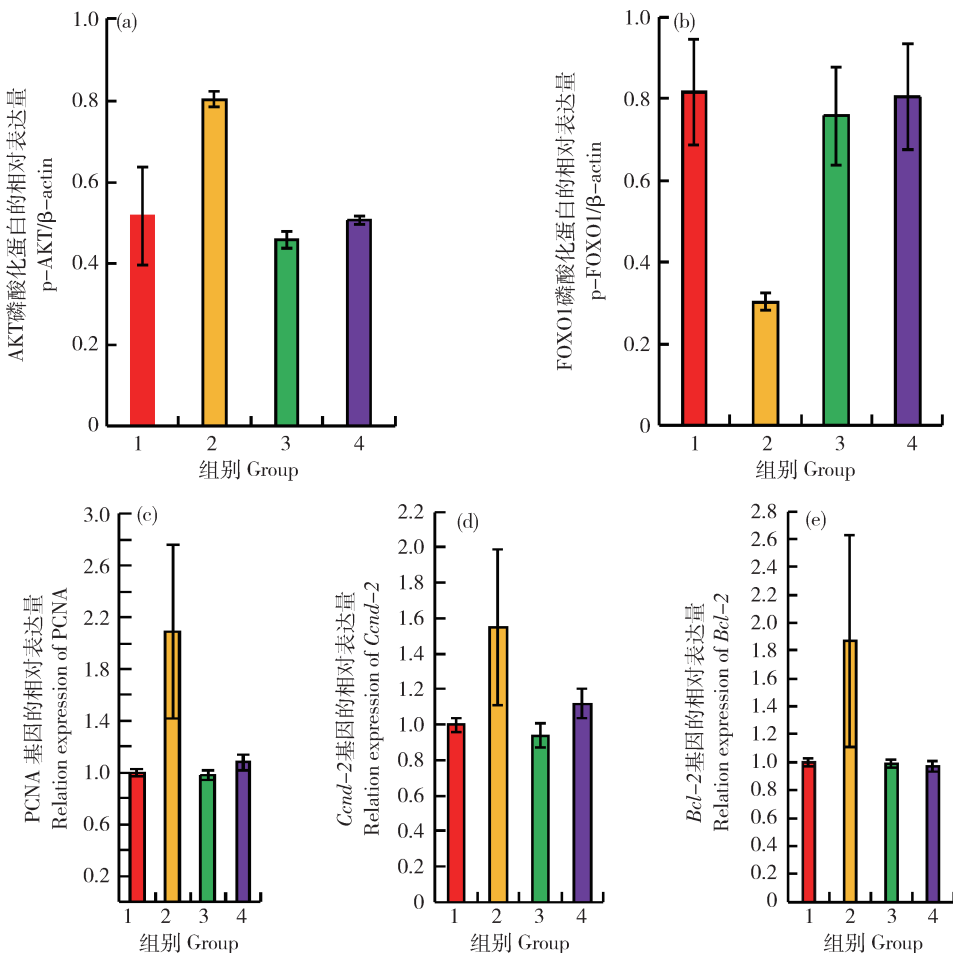 (a)
AKT磷酸化蛋白的相对表达量
p-AKT/β-actin
1.0
0.8
0.6
0.4
0.2
0
1 2 3 4
组别 Group
(b)
FOXO1磷酸化蛋白的相对表达量
p-FOXO1/β-actin
1.0
0.8
0.6
0.4
0.2
0
1 2 3 4
组别 Group
(c)
PCNA 基因的相对表达量
Relation expression of PCNA
3.0
2.6
2.2
1.8
1.4
1.0
0.6
0.2
1 2 3 4
组别 Group
(d)
Ccnd-2基因的相对表达量
Relation expression of Ccnd-2
2.2
2.0
1.8
1.6
1.4
1.2
1.0
0.8
0.6
0.4
0.2
0
1 2 3 4
组别 Group
(e)
Bcl-2基因的相对表达量
Relation expression of Bcl-2
2.8
2.6
2.4
2.2
2.0
1.8
1.6
1.4
1.2
1.0
0.8
0.6
0.4
0.2
0
1 2 3 4
组别 Group